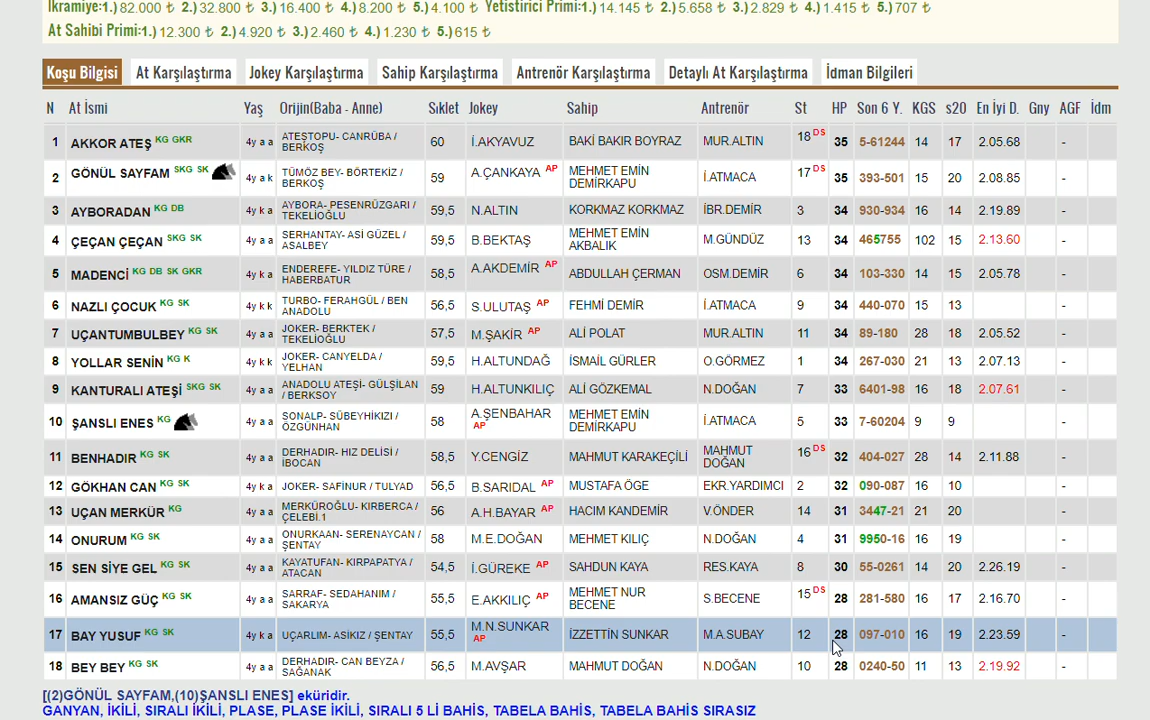 İkramiye:1.) 82.000 ₺ 2.) 32.800 ₺ 3.) 16.400 ₺ 4.) 8.200 ₺ 5.) 4.100 ₺ Yetiştirici Primi:1.) 14.145 ₺ 2.) 5.658 ₺ 3.) 2.829 ₺ 4.) 1.415 ₺ 5.) 707 ₺
At Sahibi Primi:1.) 12.300 ₺ 2.) 4.920 ₺ 3.) 2.460 ₺ 4.) 1.230 ₺ 5.) 615 ₺
Koşu Bilgisi At Karşılaştırma Jokey Karşılaştırma Sahip Karşılaştırma Antrenör Karşılaştırma Detaylı At Karşılaştırma İdman Bilgileri
N At İsmi Yaş Orijin(Baba - Anne) Sıklet Jokey Sahip Antrenör St HP Son 6 Y. KGS s20 En İyi D. Gny AGF İdm
1 AKKOR ATEŞ KG GKR 4y a a ATEŞTOPU- CANRÜBA / BERKOŞ 60 İ.AKYAVUZ BAKİ BAKIR BOYRAZ MUR.ALTIN 18 DS 35 5-61244 14 17 2.05.68 -
2 GÖNÜL SAYFAM SKG SK 4y a k TÜMÖZ BEY- BÖRTEKİZ / BERKOŞ 59 A.ÇANKAYA AP MEHMET EMİN DEMİRKAPU İ.ATMACA 17 DS 35 393-501 15 20 2.08.85 -
3 AYBORADAN KG DB 4y k a AYBORA- PESENRÜZGARI / TEKELİOĞLU 59,5 N.ALTIN KORKMAZ KORKMAZ İBR.DEMİR 3 34 930-934 16 14 2.19.89 -
4 ÇEÇAN ÇEÇAN SKG SK 4y a a SERHANTAY- ASİ GÜZEL / ASALBEY 59,5 B.BEKTAŞ MEHMET EMİN AKBALIK M.GÜNDÜZ 13 34 465755 102 15 2.13.60 -
5 MADENCİ KG DB SK GKR 4y k a ENDEREFE- YILDIZ TÜRE / HABERBATUR 58,5 A.AKDEMİR AP ABDULLAH ÇERMAN OSM.DEMİR 6 34 103-330 14 15 2.05.78 -
6 NAZLI ÇOCUK KG SK 4y k k TURBO- FERAHGÜL / BEN ANADOLU 56,5 S.ULUTAŞ AP FEHMİ DEMİR İ.ATMACA 9 34 440-070 15 13 -
7 UÇANTUMBULBEY KG SK 4y a a JOKER- BERKTEK / TEKELİOĞLU 57,5 M.ŞAKİR AP ALİ POLAT MUR.ALTIN 11 34 89-180 28 18 2.05.52 -
8 YOLLAR SENİN KG K 4y k k JOKER- CANYELDA / YELHAN 59,5 H.ALTUNDAĞ İSMAİL GÜRLER O.GÖRMEZ 1 34 267-030 21 13 2.07.13 -
9 KANTURALI ATEŞİ SKG SK 4y a a ANADOLU ATEŞİ- GÜLŞİLAN / BERKSOY 59 H.ALTUNKILIÇ ALİ GÖZKEMAL N.DOĞAN 7 33 6401-98 16 18 2.07.61 -
10 ŞANSLI ENES KG 4y a a SONALP- SÜBEYHİKIZI / ÖZGÜNHAN 58 A.ŞENBAHAR AP MEHMET EMİN DEMİRKAPU İ.ATMACA 5 33 7-60204 9 9 -
11 BENHADIR KG SK 4y a a DERHADIR- HIZ DELİSİ / İBOCAN 58,5 Y.CENGİZ MAHMUT KARAKEÇİLİ MAHMUT DOĞAN 16 DS 32 404-027 28 14 2.11.88 -
12 GÖKHAN CAN KG SK 4y k a JOKER- SAFİNUR / TULYAD 56,5 B.SARIDAL AP MUSTAFA ÖGE EKR.YARDIMCI 2 32 090-087 16 10 -
13 UÇAN MERKÜR KG 4y a a MERKÜROĞLU- KIRBERCA / ÇELEBİ.1 56 A.H.BAYAR AP HACIM KANDEMİR V.ÖNDER 14 31 3447-21 21 20 -
14 ONURUM KG SK 4y a a ONURKAAN- SERENAYCAN / ŞENTAY 58 M.E.DOĞAN MEHMET KILIÇ N.DOĞAN 4 31 9950-16 16 19 -
15 SEN SİYE GEL KG SK 4y a a KAYATUFAN- KIRPAPATYA / ATACAN 54,5 İ.GÜREKE AP SAHDUN KAYA RES.KAYA 8 30 55-0261 14 20 2.26.19 -
16 AMANSIZ GÜÇ KG SK 4y a a SARRAF- SEDAHANIM / SAKARYA 55,5 E.AKKILIÇ AP MEHMET NUR BECENE S.BECENE 15 DS 28 281-580 16 17 2.16.70 -
17 BAY YUSUF KG SK 4y k a UÇARLIM- ASİKIZ / ŞENTAY 55,5 M.N.SUNKAR AP İZZETTİN SUNKAR M.A.SUBAY 12 28 097-010 16 19 2.23.59 -
18 BEY BEY KG SK 4y a a DERHADIR- CAN BEYZA / SAĞANAK 56,5 M.AVŞAR MAHMUT DOĞAN N.DOĞAN 10 28 0240-50 11 13 2.19.92 -
[(2)GÖNÜL SAYFAM,(10)ŞANSLI ENES] eküridir.
GANYAN, İKİLİ, SIRALI İKİLİ, PLASE, PLASE İKİLİ, SIRALI 5 Lİ BAHİS, TABELA BAHİS, TABELA BAHİS SIRASIZ